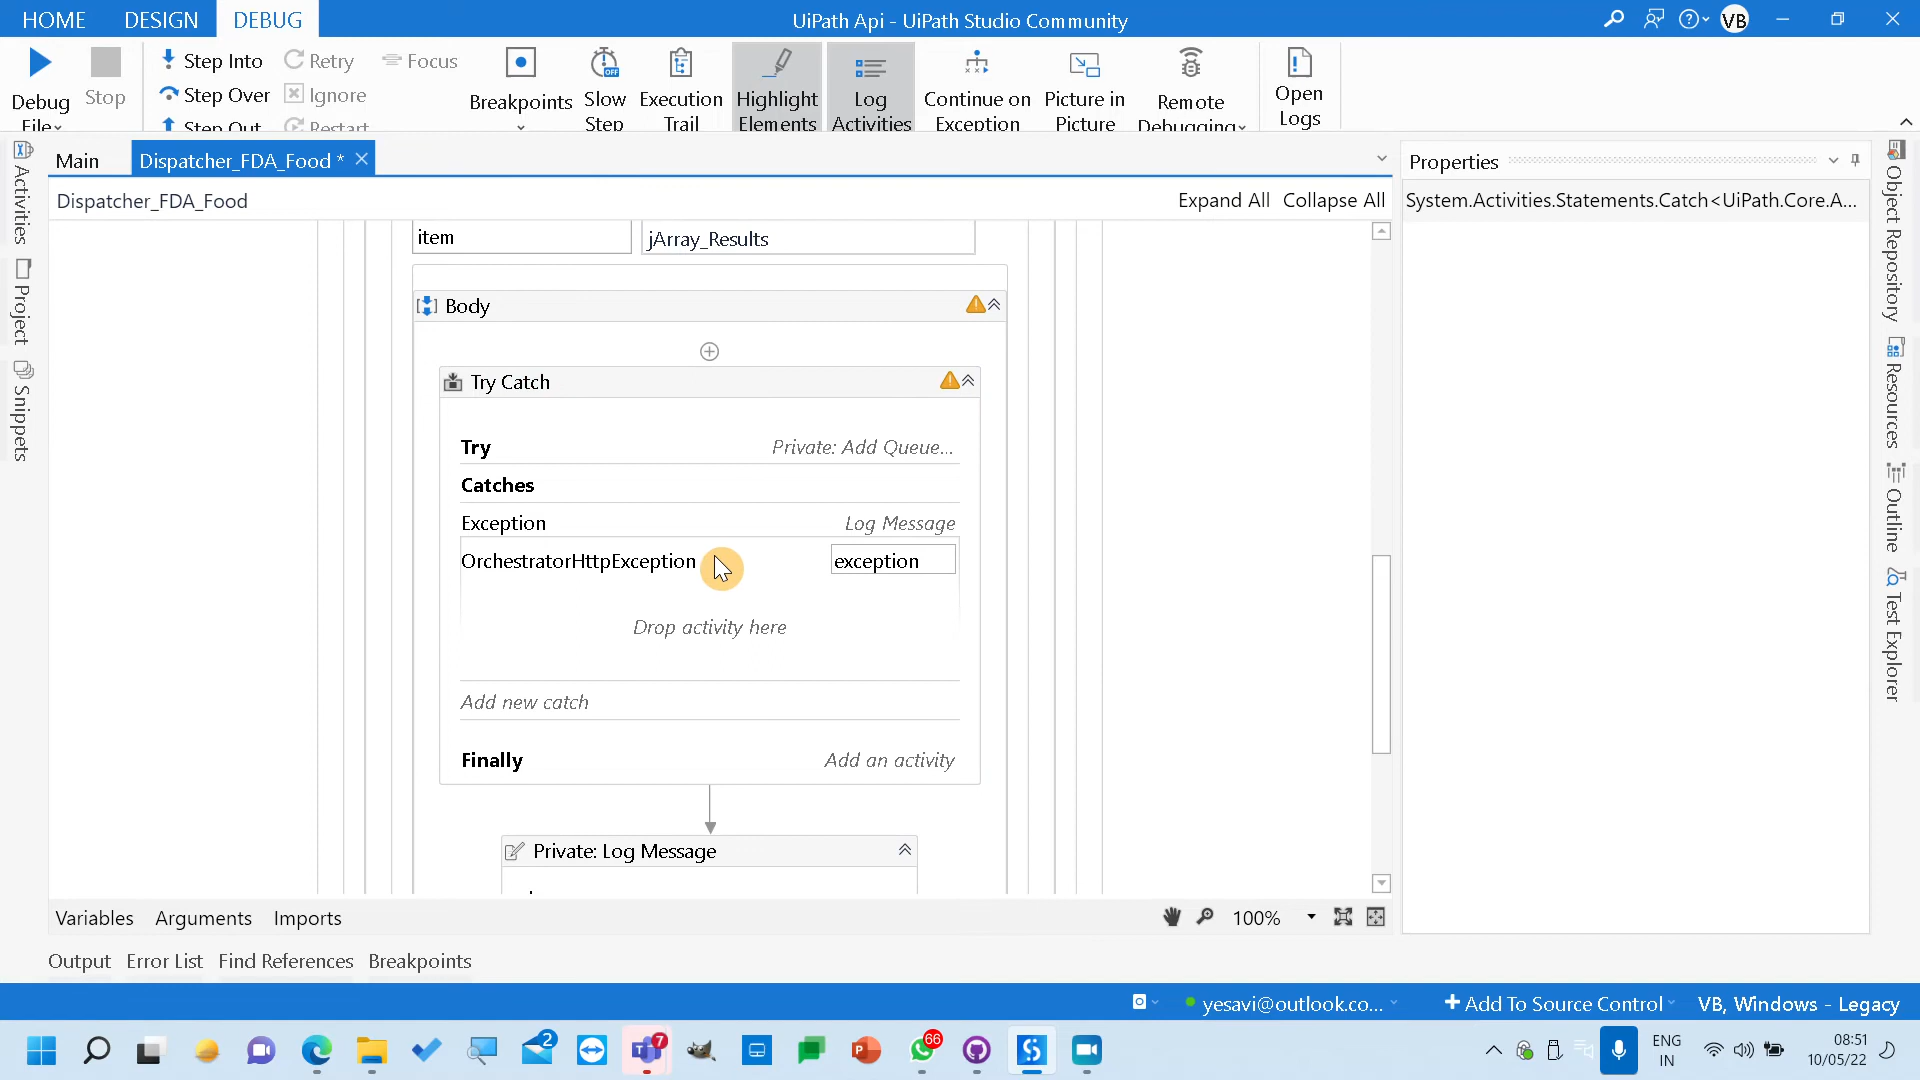 HOME DESIGN DEBUG UiPath Api - UiPath Studio Community VB
Debug File
Stop
Step Into
Step Over
Step Out
Retry
Ignore
Restart
Focus
Breakpoints
Slow Step
OFF
Execution Trail
Highlight Elements
Log Activities
Continue on Exception
Picture in Picture
Remote Debugging
Open Logs
Activities
Project
Snippets
Main Dispatcher_FDA_Food *
Dispatcher_FDA_Food Expand All Collapse All
item jArray_Results
Body
Try Catch
Try Private: Add Queue...
Catches
Exception Log Message
OrchestratorHttpException exception
Drop activity here
Add new catch
Finally Add an activity
Private: Log Message
Properties
System.Activities.Statements.Catch<UiPath.Core.A...
Object Repository
Resources
Outline
Test Explorer
Variables Arguments Imports 100%
Output Error List Find References Breakpoints
yesavi@outlook.co... Add To Source Control VB, Windows - Legacy
2
7
66
ENG
IN
08:51
10/05/22